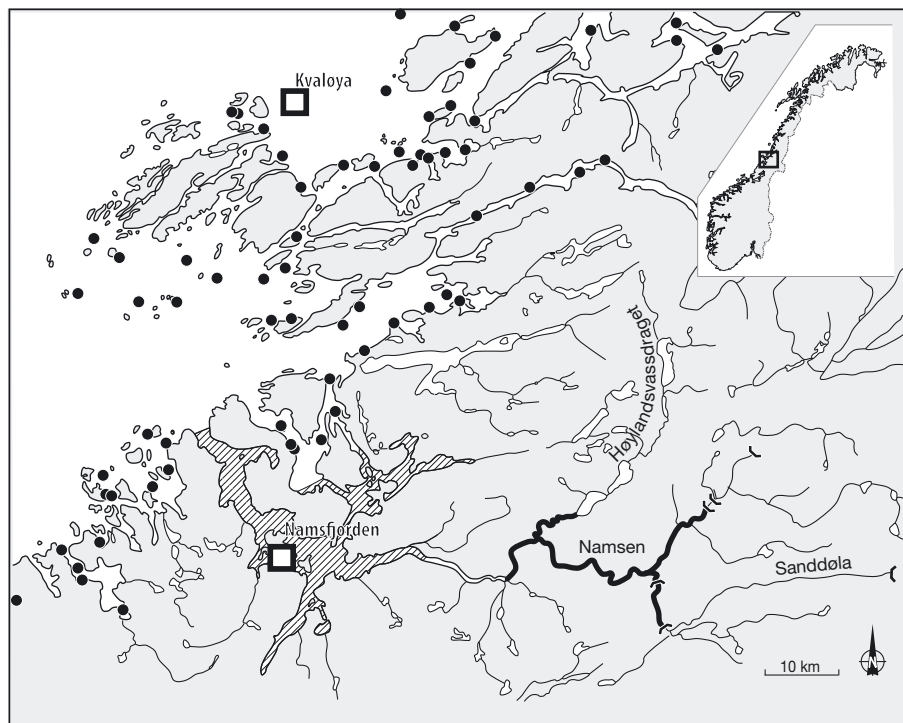 Kvaløya
Høylandsvassdraget
Namsfjorden
Namsen
Sanddøla
10 km
N